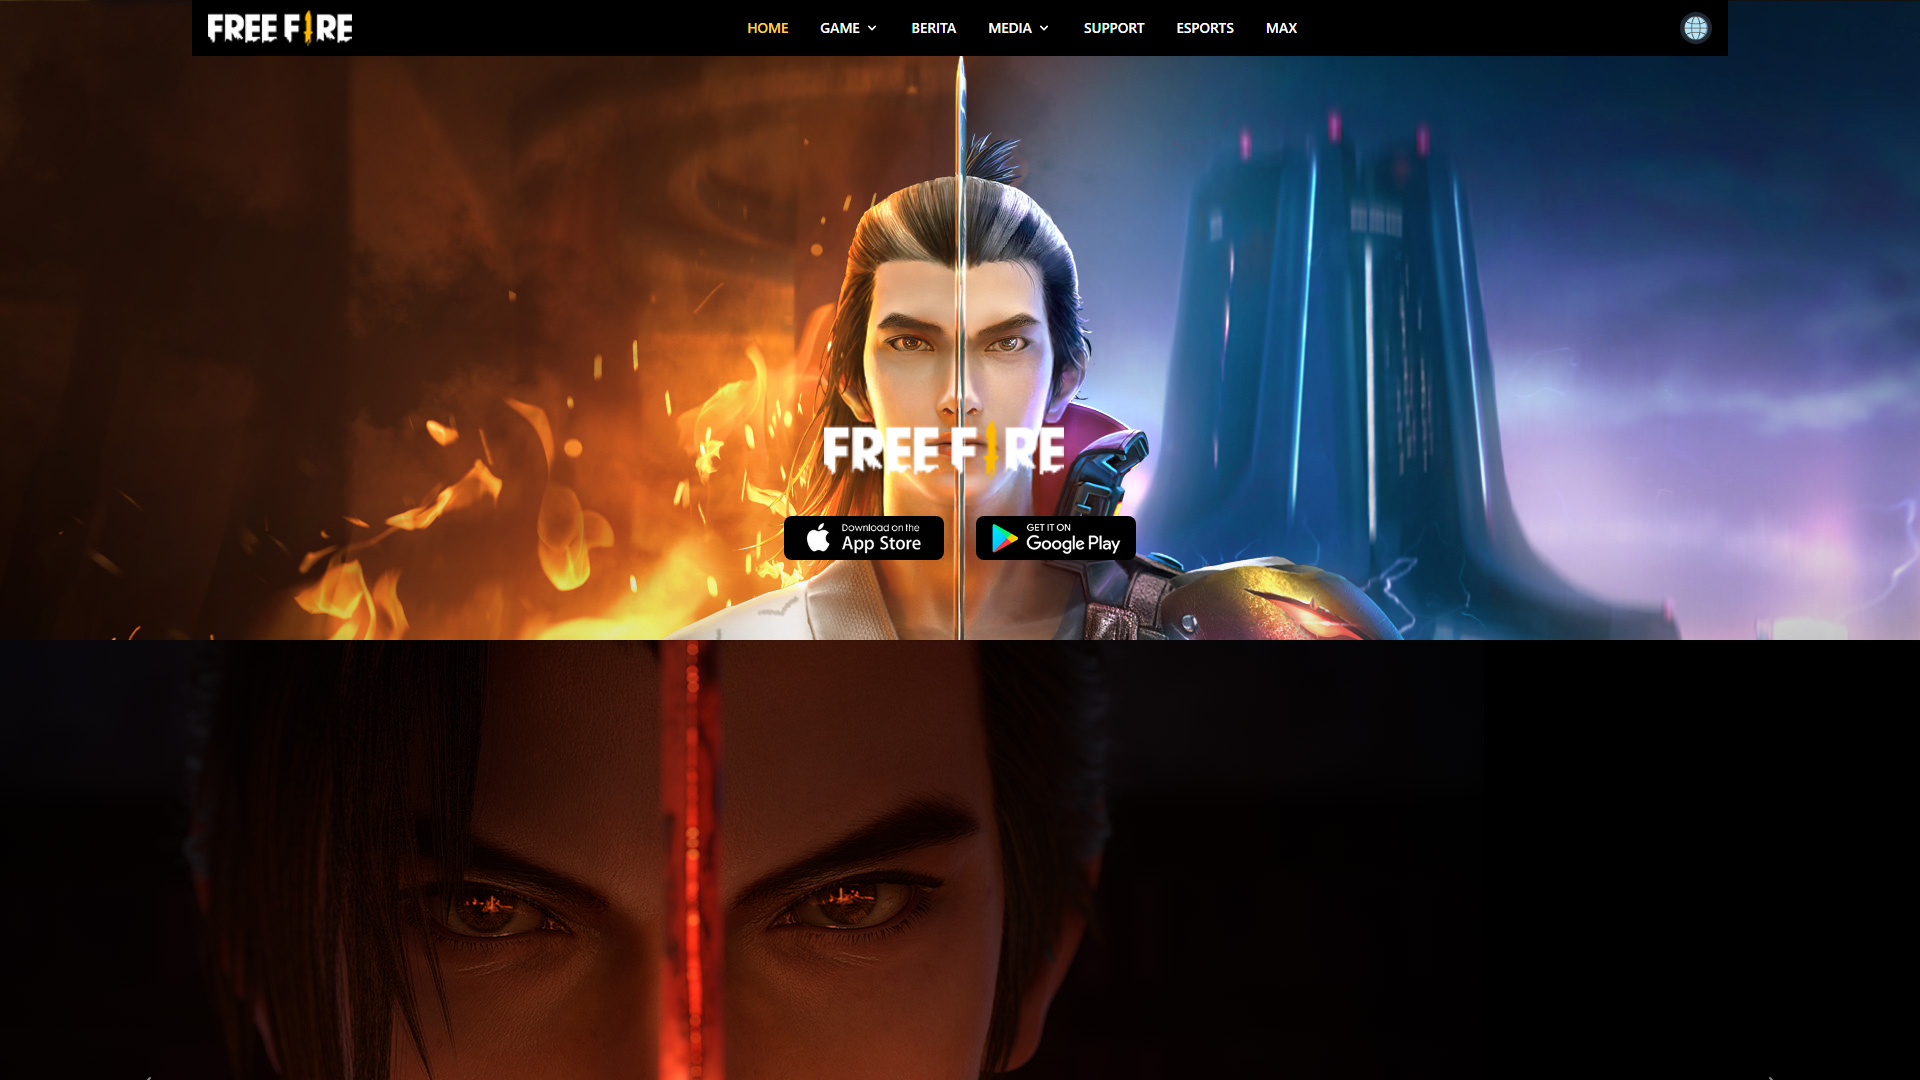 FREE FIRE
HOME GAME BERITA MEDIA SUPPORT ESPORTS MAX
FREE FIRE
Download on the
App Store
GET IT ON
Google Play